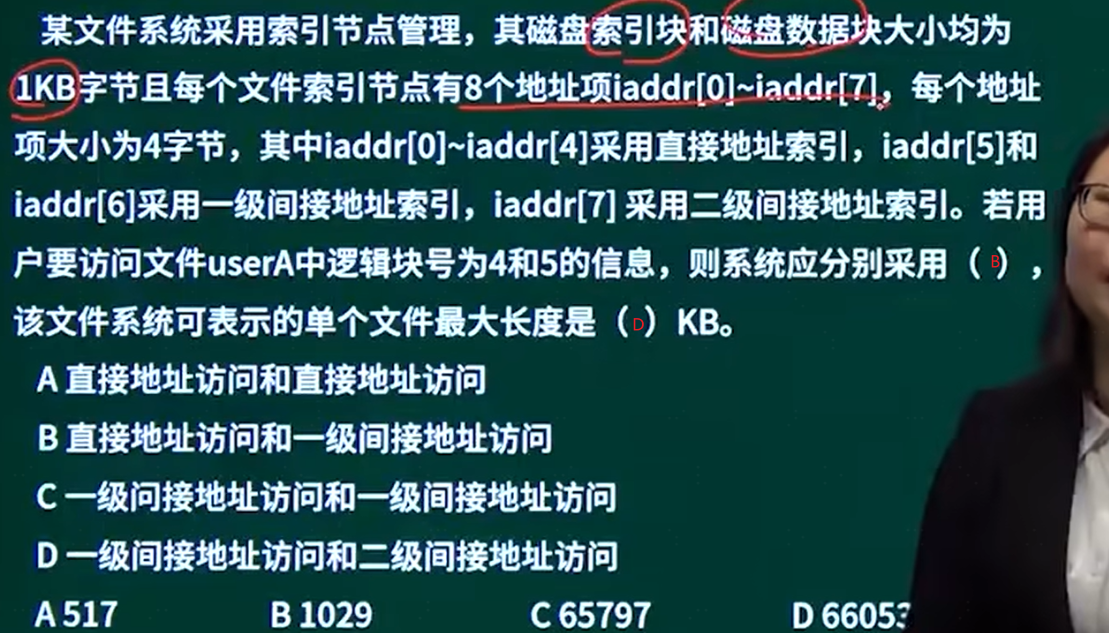 某文件系统采用索引节点管理，其磁盘索引块和磁盘数据块大小均为
1KB字节且每个文件索引节点有8个地址项iaddr[0]~iaddr[7]，每个地址
项大小为4字节，其中iaddr[0]~iaddr[4]采用直接地址索引，iaddr[5]和
iaddr[6]采用一级间接地址索引，iaddr[7] 采用二级间接地址索引。若用
户要访问文件userA中逻辑块号为4和5的信息，则系统应分别采用（ B ），
该文件系统可表示的单个文件最大长度是（D）KB。
A 直接地址访问和直接地址访问
B 直接地址访问和一级间接地址访问
C 一级问接地址访问和一级间接地址访问
D 一级间接地址访问和二级间接地址访问
A 517 B 1029 C 65797 D 66053